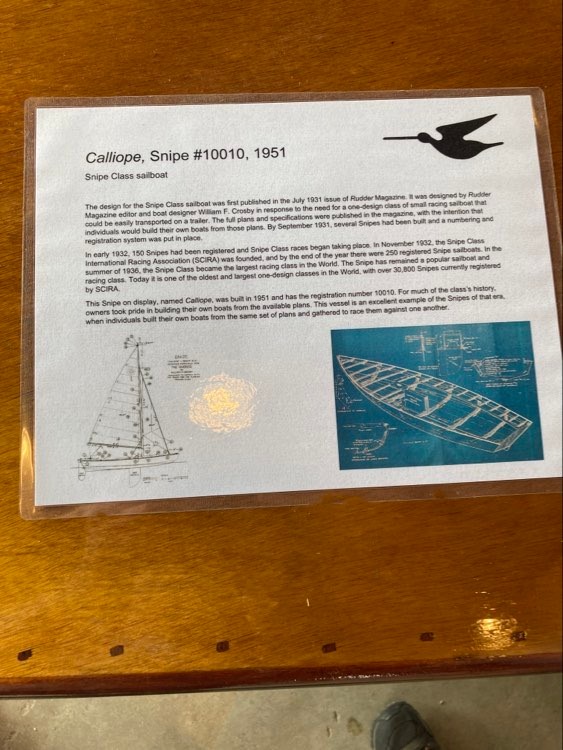 Calliope, Snipe #10010, 1951
Snipe Class sailboat
The design for the Snipe Class sailboat was first published in the July 1931 issue of Rudder Magazine. It was designed by Rudder
Magazine editor and boat designer William F. Crosby in response to the need for a one-design class of small racing sailboat that
could be easily transported on a trailer. The full plans and specifications were published in the magazine, with the intention that
individuals would build their own boats from those plans. By September 1931, several Snipes had been built and a numbering and
registration system was put in place.
In early 1932, 150 Snipes had been registered and Snipe Class races began taking place. In November 1932, the Snipe Class
International Racing Association (SCIRA) was founded, and by the end of the year there were 250 registered Snipe sailboats. In the
summer of 1936, the Snipe Class became the largest racing class in the World. The Snipe has remained a popular sailboat and
racing class. Today it is one of the oldest and largest one-design classes in the World, with over 30,800 Snipes currently registered
by SCIRA.
This Snipe on display, named Calliope, was built in 1951 and has the registration number 10010. For much of the class's history,
owners took pride in building their own boats from the available plans. This vessel is an excellent example of the Snipes of that era,
when individuals built their own boats from the same set of plans and gathered to race them against one another.